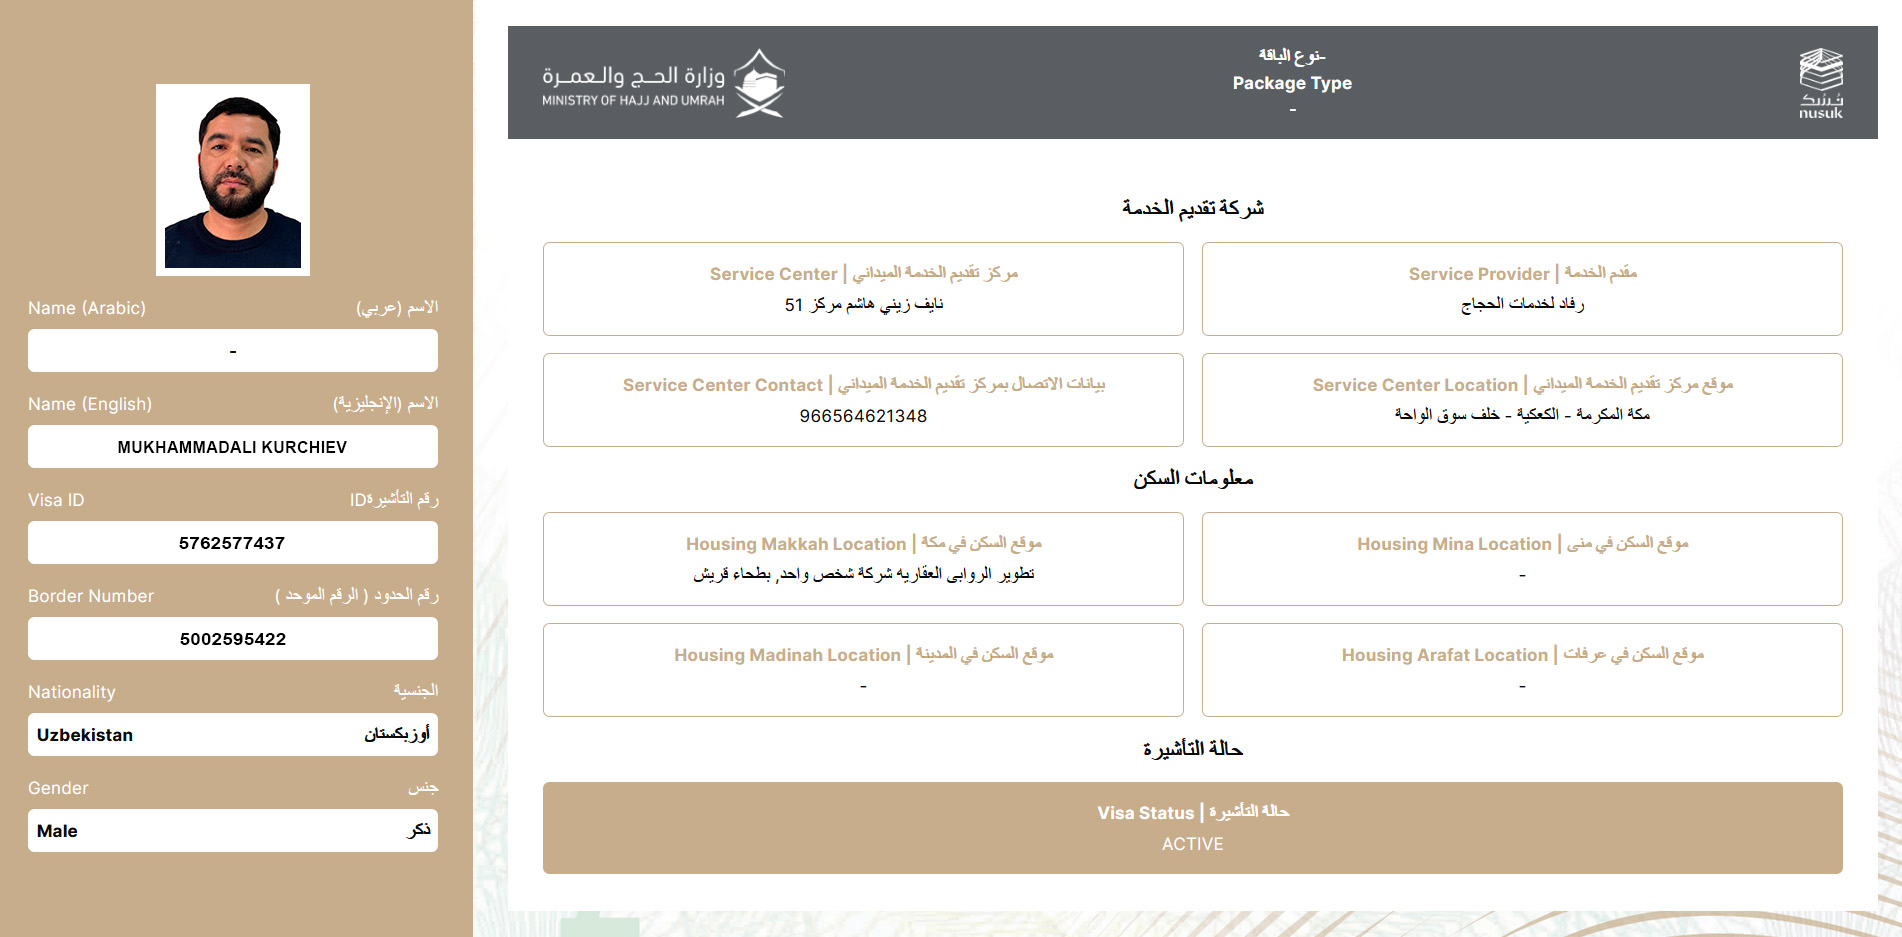 Name (Arabic) الاسم (عربي)
-
Name (English) الاسم (الإنجليزية)
MUKHAMMADALI KURCHIEV
Visa ID رقم التأشيرةID
5762577437
Border Number رقم الحدود ( الرقم الموحد )
5002595422
Nationality الجنسية
Uzbekistan أوزبكستان
Gender جنس
Male ذكر
وزارة الحج والعمرة
MINISTRY OF HAJJ AND UMRAH
-نوع الباقة
Package Type
-
نُسُك
nusuk
شركة تقديم الخدمة
Service Center | مركز تقديم الخدمة الميداني
نايف زيني هاشم مركز 51
Service Provider | مقدم الخدمة
رفاد لخدمات الحجاج
Service Center Contact | بيانات الاتصال بمركز تقديم الخدمة الميداني
966564621348
Service Center Location | موقع مركز تقديم الخدمة الميداني
مكة المكرمة - الكعكية - خلف سوق الواحة
معلومات السكن
Housing Makkah Location | موقع السكن في مكة
تطوير الروابى العقاريه شركة شخص واحد, بطحاء قريش
Housing Mina Location | موقع السكن في منى
-
Housing Madinah Location | موقع السكن في المدينة
-
Housing Arafat Location | موقع السكن في عرفات
-
حالة التأشيرة
Visa Status | حالة التأشيرة
ACTIVE